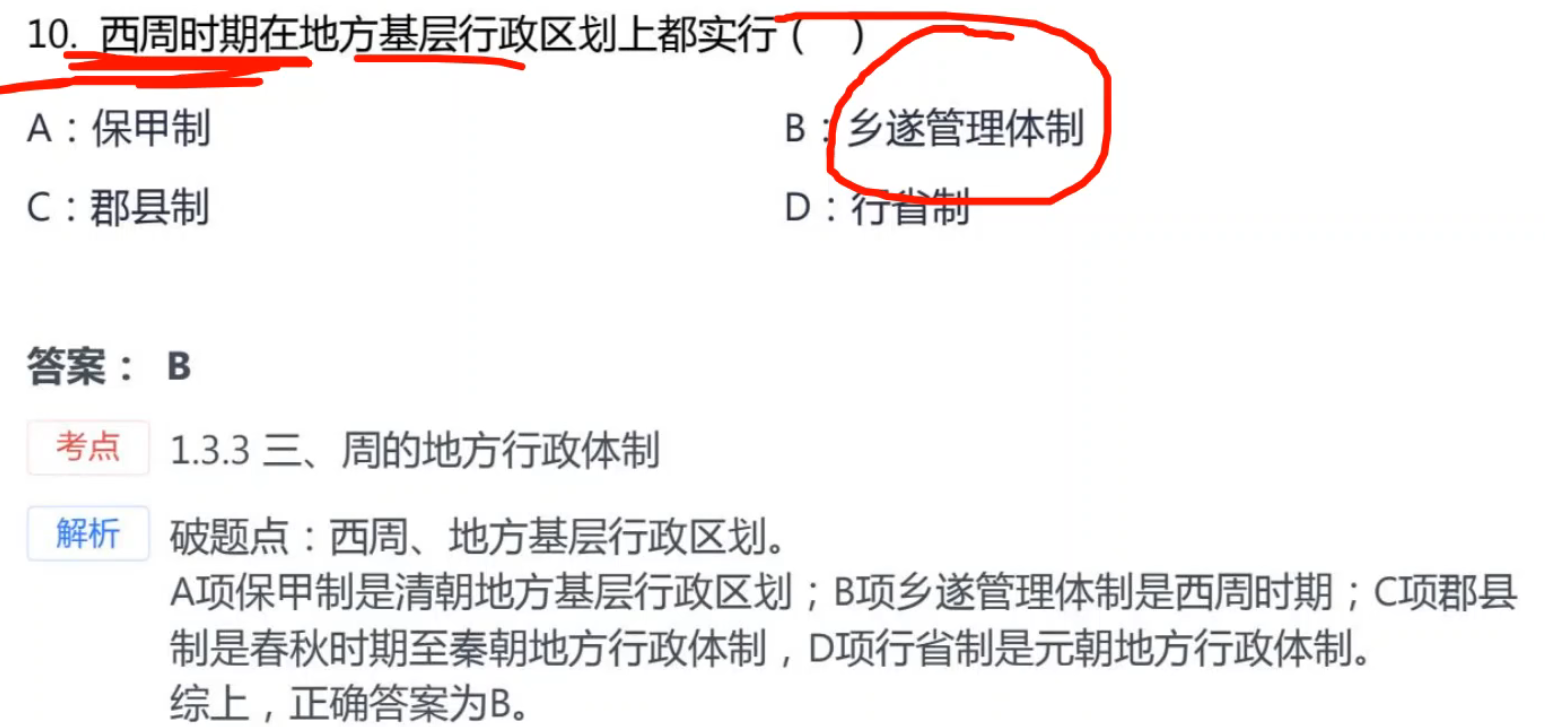 10. 西周时期在地方基层行政区划上都实行（　）
A：保甲制　　B：乡遂管理体制
C：郡县制　　D：行省制
答案： B
考点 1.3.3 三、周的地方行政体制
解析 破题点：西周、地方基层行政区划。
A项保甲制是清朝地方基层行政区划；B项乡遂管理体制是西周时期；C项郡县
制是春秋时期至秦朝地方行政体制，D项行省制是元朝地方行政体制。
综上，正确答案为B。